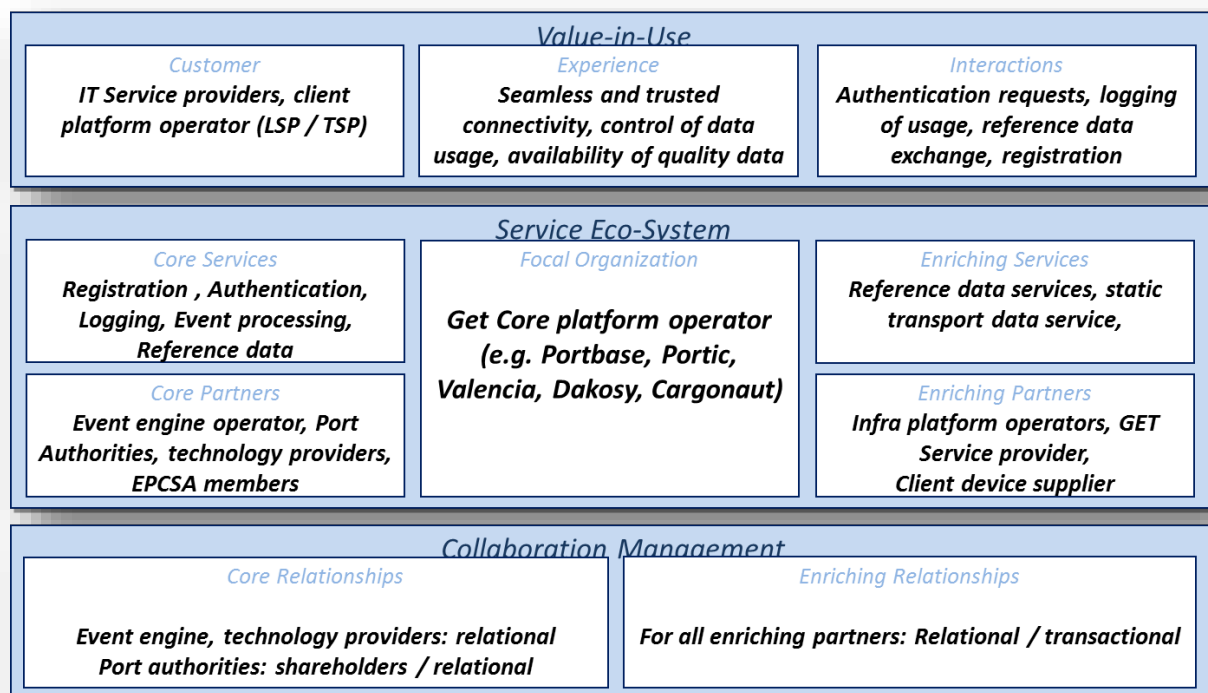 Value-in-Use
Customer
IT Service providers, client
platform operator (LSP / TSP)
Experience
Seamless and trusted
connectivity, control of data
usage, availability of quality data
Interactions
Authentication requests, logging
of usage, reference data
exchange, registration
Service Eco-System
Core Services
Registration , Authentication,
Logging, Event processing,
Reference data
Focal Organization
Get Core platform operator
(e.g. Portbase, Portic,
Valencia, Dakosy, Cargonaut)
Enriching Services
Reference data services, static
transport data service,
Core Partners
Event engine operator, Port
Authorities, technology providers,
EPCSA members
Enriching Partners
Infra platform operators, GET
Service provider,
Client device supplier
Collaboration Management
Core Relationships
Event engine, technology providers: relational
Port authorities: shareholders / relational
Enriching Relationships
For all enriching partners: Relational / transactional